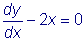 dy/dx − 2x = 0